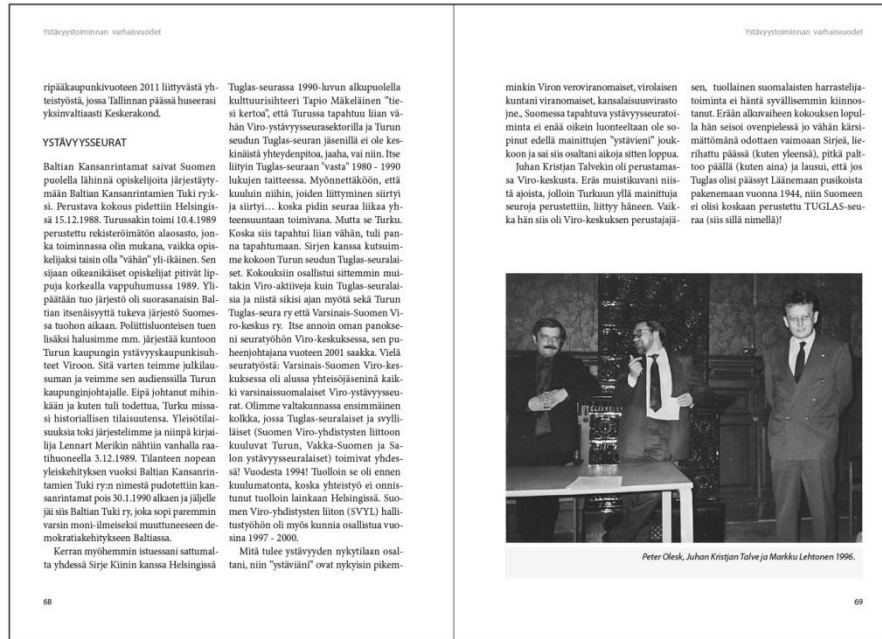 Ystävyystoiminnan varhaisvuodet
ripääkaupunkivuoteen 2011 liittyvästä yh-
teistyöstä, jossa Tallinnan päässä huseerasi
yksinvaltiaasti Keskerakond.
YSTÄVYYSSEURAT
Baltian Kansanrintamat saivat Suomen
puolella lähinnä opiskelijoita järjestäyty-
mään Baltian Kansanrintamien Tuki ry:k-
si. Perustava kokous pidettiin Helsingis-
sä 15.12.1988. Turussakin toimi 10.4.1989
perustettu rekisteröimätön alaosasto, jon-
ka toiminnassa olin mukana, vaikka opis-
kelijaksi taisin olla "vähän" yli-ikäinen. Sen
sijaan oikeanikäiset opiskelijat pitivät lip-
puja korkealla vappuhumussa 1989. Yli-
päätään tuo järjestö oli suorasanaisin Bal-
tian itsenäisyyttä tukeva järjestö Suomes-
sa tuohon aikaan. Poliittisluonteisen tuen
lisäksi halusimme mm. järjestää kuntoon
Turun kaupungin ystävyyskaupunkisuh-
teet Viroon. Sitä varten teimme julkilau-
suman ja veimme sen audienssilla Turun
kaupunginjohtajalle. Eipä johtanut mihin-
kään ja kuten tuli todettua, Turku missa-
si historiallisen tilaisuutensa. Yleisötilai-
suuksia toki järjestelimme ja niinpä kirjai-
lija Lennart Merikin nähtiin vanhalla raa-
tihuoneella 3.12.1989. Tilanteen nopean
yleiskehityksen vuoksi Baltian Kansanrin-
tamien Tuki ry:n nimestä pudotettiin kan-
sanrintamat pois 30.1.1990 alkaen ja jäljelle
jäi siis Baltian Tuki ry, joka sopi paremmin
varsin moni-ilmeiseksi muuttuneeseen de-
mokratiakehitykseen Baltiassa.
Kerran myöhemmin istuessani sattumal-
ta yhdessä Sirje Kiinin kanssa Helsingissä
Tuglas-seurassa 1990-luvun alkupuolella
kulttuurisihteeri Tapio Mäkeläinen "tie-
si kertoa", että Turussa tapahtuu liian vä-
hän Viro-ystävyysseurasektorilla ja Turun
seudun Tuglas-seuran jäsenillä ei ole kes-
kinäistä yhteydenpitoa, jaaha, vai niin. Itse
liityin Tuglas-seuraan "vasta" 1980 - 1990
lukujen taitteessa. Myönnettäköön, että
kuuluin niihin, joiden liittyminen siirtyi
ja siirtyi… koska pidin seuraa liikaa yh-
teensuuntaan toimivana. Mutta se Turku.
Koska siis tapahtui liian vähän, tuli pan-
na tapahtumaan. Sirjen kanssa kutsuim-
me kokoon Turun seudun Tuglas-seuralai-
set. Kokouksiin osallistui sittemmin mui-
takin Viro-aktiiveja kuin Tuglas-seuralai-
sia ja niistä sikisi ajan myötä sekä Turun
Tuglas-seura ry että Varsinais-Suomen Vi-
ro-keskus ry. Itse annoin oman panokse-
ni seuratyöhön Viro-keskuksessa, sen pu-
heenjohtajana vuoteen 2001 saakka. Vielä
seuratyöstä: Varsinais-Suomen Viro-kes-
kuksessa oli alussa yhteisöjäseninä kaik-
ki varsinaissuomalaiset Viro-ystävyysseu-
rat. Olimme valtakunnassa ensimmäinen
kolkka, jossa Tuglas-seuralaiset ja svylli-
läiset (Suomen Viro-yhdistysten liittoon
kuuluvat Turun, Vakka-Suomen ja Sa-
lon ystävyysseuralaiset) toimivat yhdes-
sä! Vuodesta 1994! Tuolloin se oli ennen
kuulumatonta, koska yhteistyö ei onnis-
tunut tuolloin lainkaan Helsingissä. Suo-
men Viro-yhdistysten liiton (SVYL) halli-
tustyöhön oli myös kunnia osallistua vuo-
sina 1997 - 2000.
Mitä tulee ystävyyden nykytilaan osal-
tani, niin "ystäviäni" ovat nykyisin pikem-
68
Ystävyystoiminnan varhaisvuodet
minkin Viron veroviranomaiset, virolaisen
kuntani viranomaiset, kansalaisuusvirasto
jne., Suomessa tapahtuva ystävyysseuratoi-
minta ei enää oikein luonteeltaan ole so-
pinut edellä mainittujen "ystävieni" jouk-
koon ja sai siis osaltani aikoja sitten loppua.
Juhan Kristjan Talvekin oli perustamas-
sa Viro-keskusta. Eräs muistikuvani niis-
tä ajoista, jolloin Turkuun yllä mainittuja
seuroja perustettiin, liittyy häneen. Vaik-
ka hän siis oli Viro-keskuksen perustajajä-
sen, tuollainen suomalaisten harrastelija-
toiminta ei häntä syvällisemmin kiinnos-
tanut. Erään alkuvaiheen kokouksen lopul-
la hän seisoi ovenpielessä jo vähän kärsi-
mättömänä odottaen vaimoaan Sirjeä, lie-
rihattu päässä (kuten yleensä), pitkä palt-
too päällä (kuten aina) ja lausui, että jos
Tuglas olisi päässyt Läänemaan pusikoista
pakenemaan vuonna 1944, niin Suomeen
ei olisi koskaan perustettu TUGLAS-seu-
raa (siis sillä nimellä)!
Peter Olesk, Juhan Kristjan Talve ja Markku Lehtonen 1996.
69